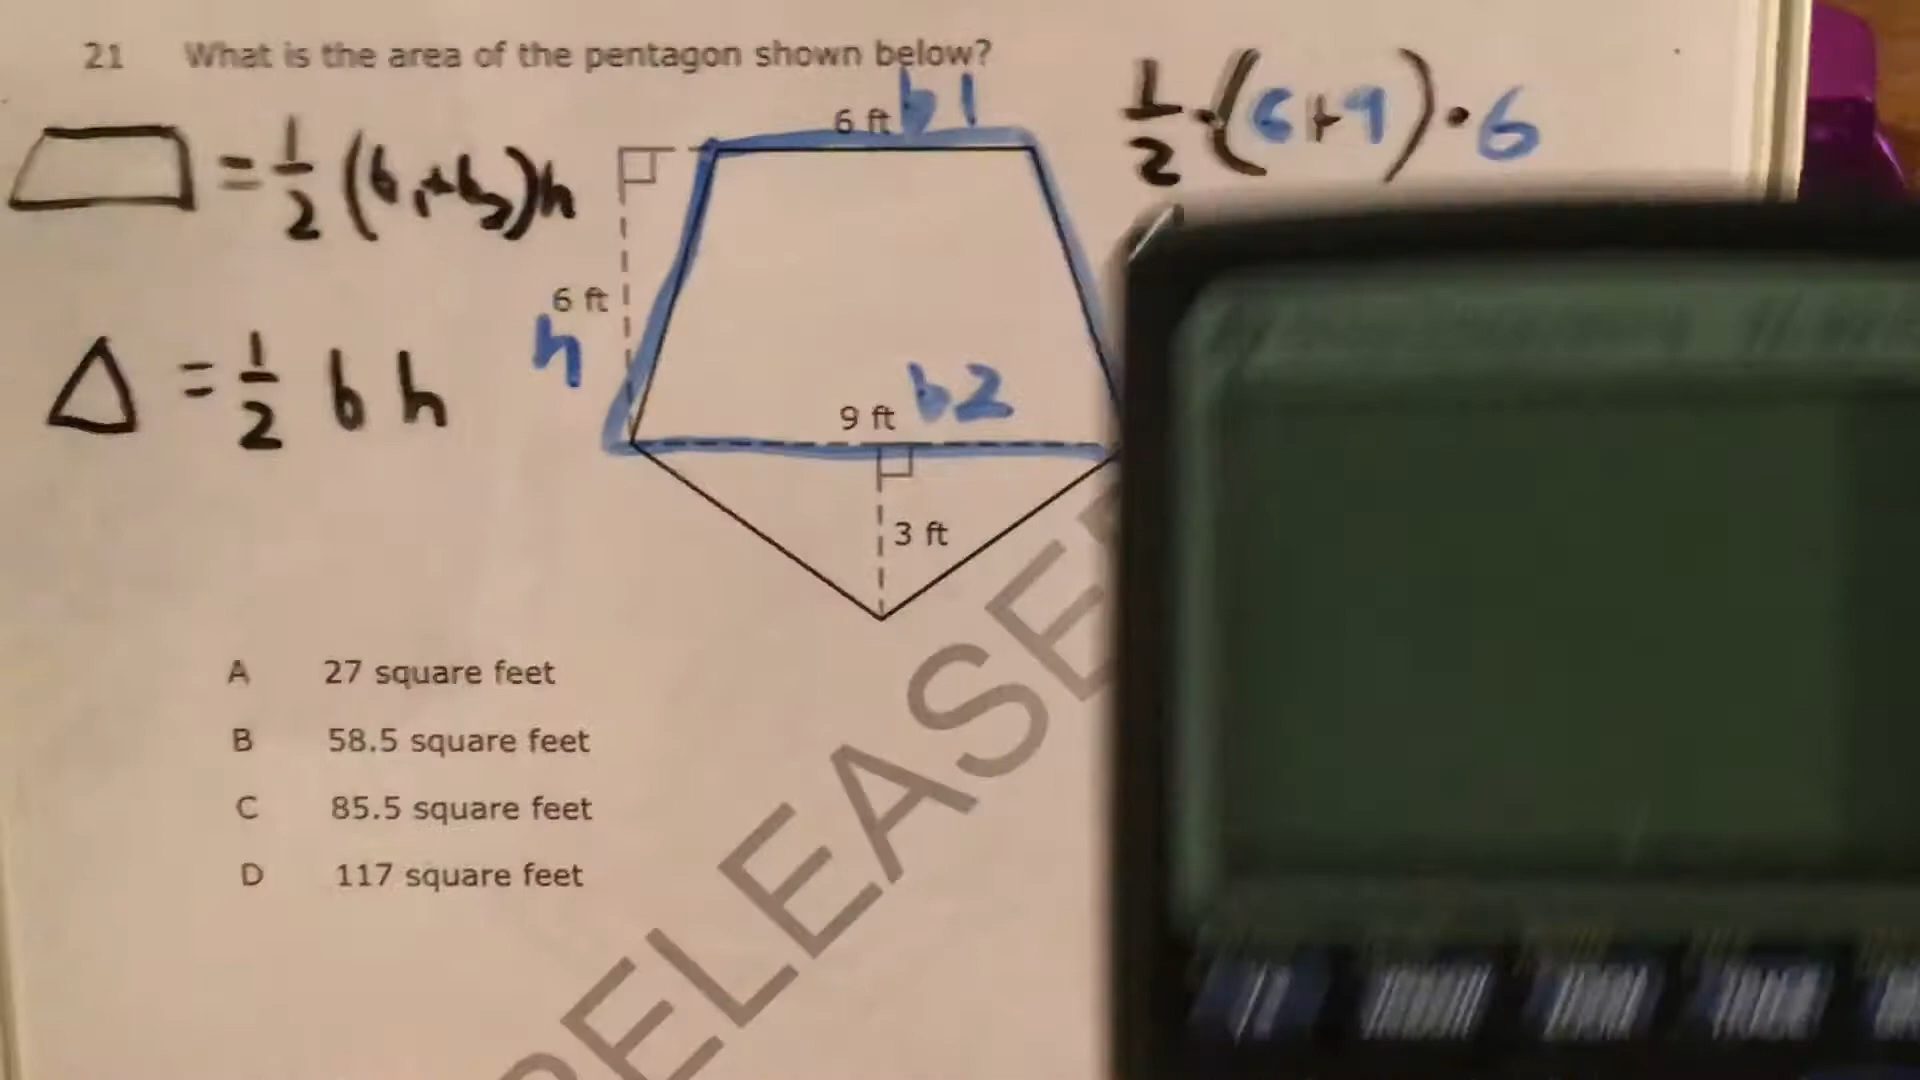 21 What is the area of the pentagon shown below?
= 1/2 (b1+b2)h
6 ft b1
1/2 · (6+9) · 6
6 ft
h
= 1/2 b h
9 ft b2
3 ft
A 27 square feet
B 58.5 square feet
C 85.5 square feet
D 117 square feet
RELEASE